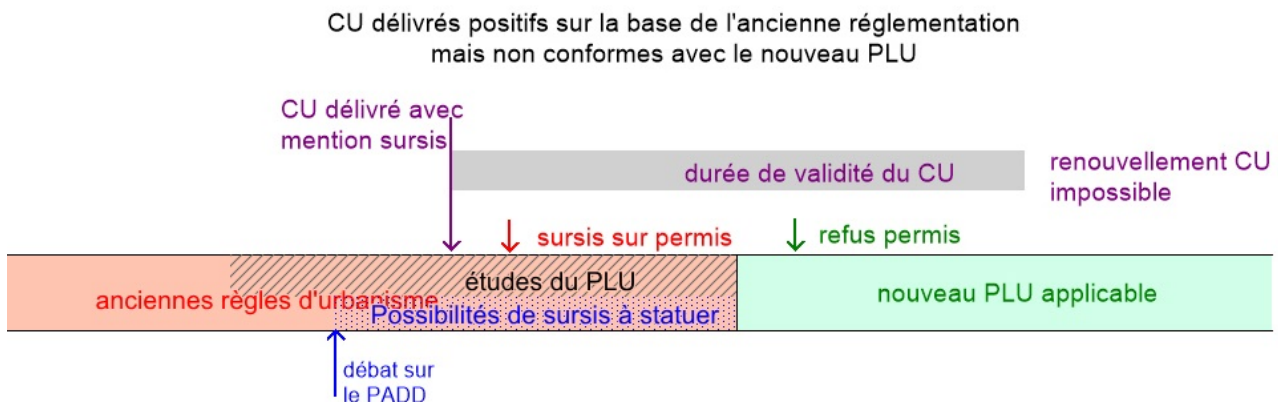 CU délivrés positifs sur la base de l'ancienne réglementation
mais non conformes avec le nouveau PLU
CU délivré avec
mention sursis
durée de validité du CU
renouvellement CU
impossible
sursis sur permis
refus permis
études du PLU
anciennes règles d'urbanisme
Possibilités de sursis à statuer
nouveau PLU applicable
débat sur
le PADD